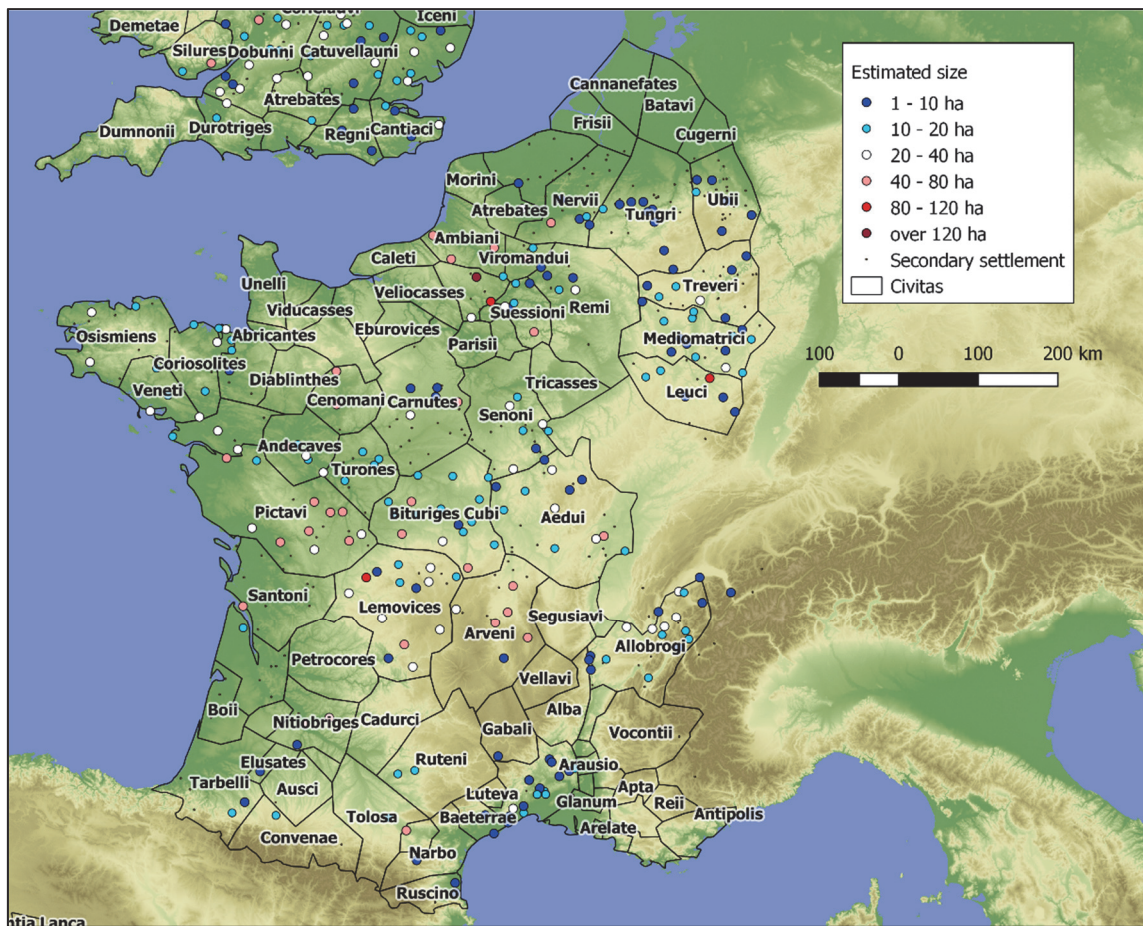 Iceni
Demetae
Silures
Dobunni
Catuvellauni
Atrebates
Dumnonii
Durotriges
Regni
Cantiaci
Cannanefates
Batavi
Frisii
Cugerni
Morini
Nervii
Ubii
Atrebates
Tungri
Ambiani
Caleti
Viromandui
Treveri
Unelli
Veliocasses
Remi
Viducasses
Suessioni
Osismiens
Abricantes
Eburovices
Parisii
Mediomatrici
Coriosolites
Diablinthes
Tricasses
Veneti
Cenomani
Carnutes
Leuci
Senoni
Andecaves
Turones
Pictavi
Bituriges Cubi
Aedui
Santoni
Lemovices
Segusiavi
Arveni
Allobrogi
Petrocores
Vellavi
Boii
Nitiobriges
Cadurci
Alba
Gabali
Vocontii
Elusates
Ruteni
Arausio
Tarbelli
Ausci
Luteva
Glanum
Apta
Reii
Tolosa
Baeterrae
Antipolis
Convenae
Arelate
Narbo
Ruscino
ntia Lanca
Estimated size
1 - 10 ha
10 - 20 ha
20 - 40 ha
40 - 80 ha
80 - 120 ha
over 120 ha
Secondary settlement
Civitas
100 0 100 200 km